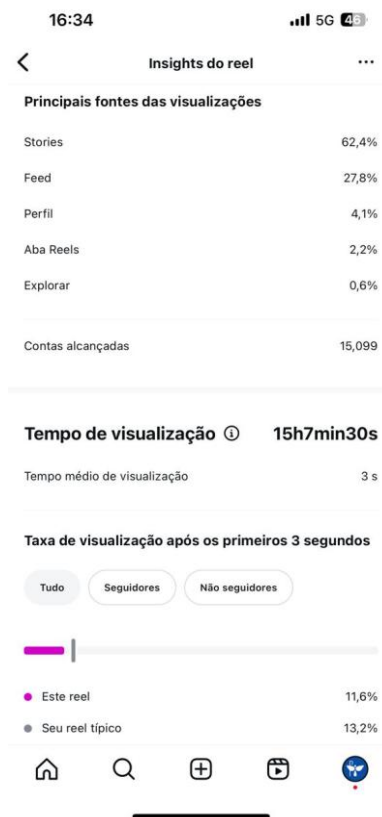 16:34 5G 46
Insights do reel
Principais fontes das visualizações
Stories 62,4%
Feed 27,8%
Perfil 4,1%
Aba Reels 2,2%
Explorar 0,6%
Contas alcançadas 15,099
Tempo de visualização 15h7min30s
Tempo médio de visualização 3 s
Taxa de visualização após os primeiros 3 segundos
Tudo Seguidores Não seguidores
Este reel 11,6%
Seu reel típico 13,2%